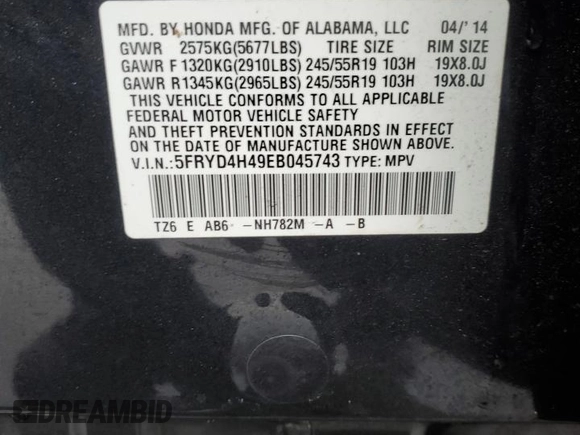 MFD. BY HONDA MFG. OF ALABAMA, LLC 04/'14
GVWR 2575KG(5677LBS) TIRE SIZE RIM SIZE
GAWR F 1320KG(2910LBS) 245/55R19 103H 19X8.0J
GAWR R 1345KG(2965LBS) 245/55R19 103H 19X8.0J
THIS VEHICLE CONFORMS TO ALL APPLICABLE
FEDERAL MOTOR VEHICLE SAFETY
AND THEFT PREVENTION STANDARDS IN EFFECT
ON THE DATE OF MANUFACTURE SHOWN ABOVE.
V.I.N.:5FRYD4H49EB045743 TYPE: MPV
TZ6 E AB6 -NH782M -A -B
DREAMBID